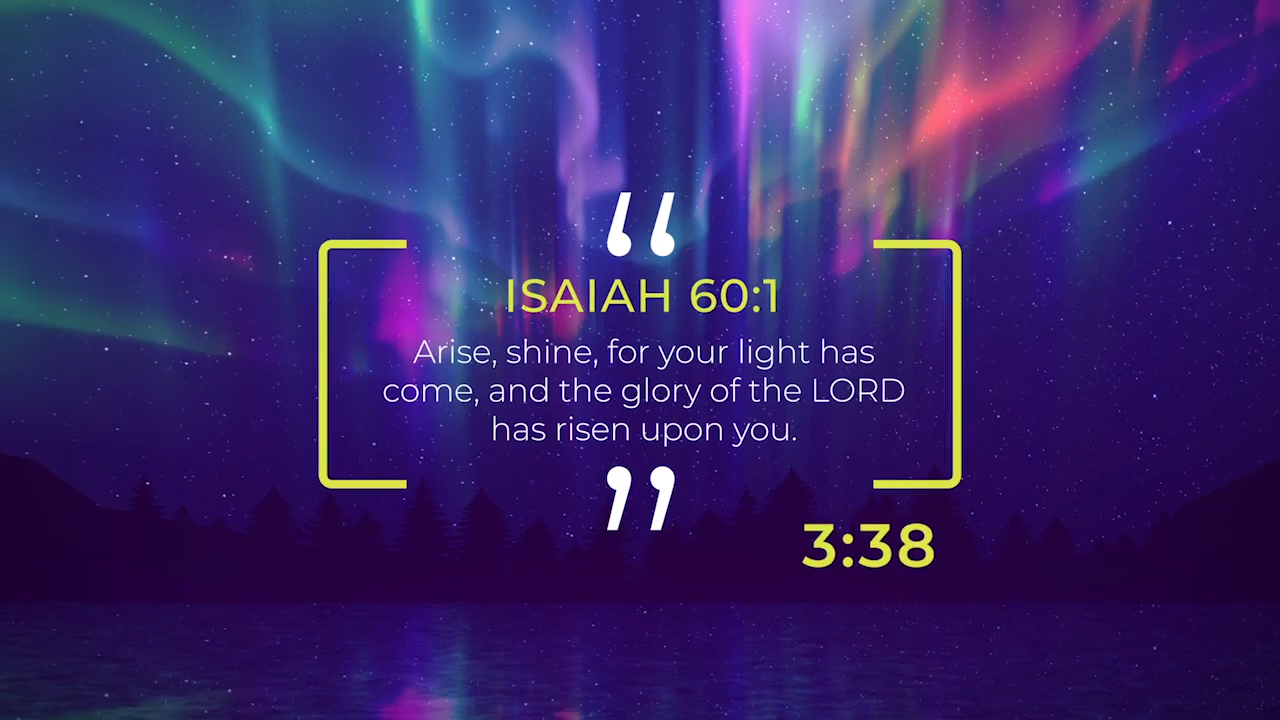 “
ISAIAH 60:1
Arise, shine, for your light has
come, and the glory of the LORD
has risen upon you.
”
3:38